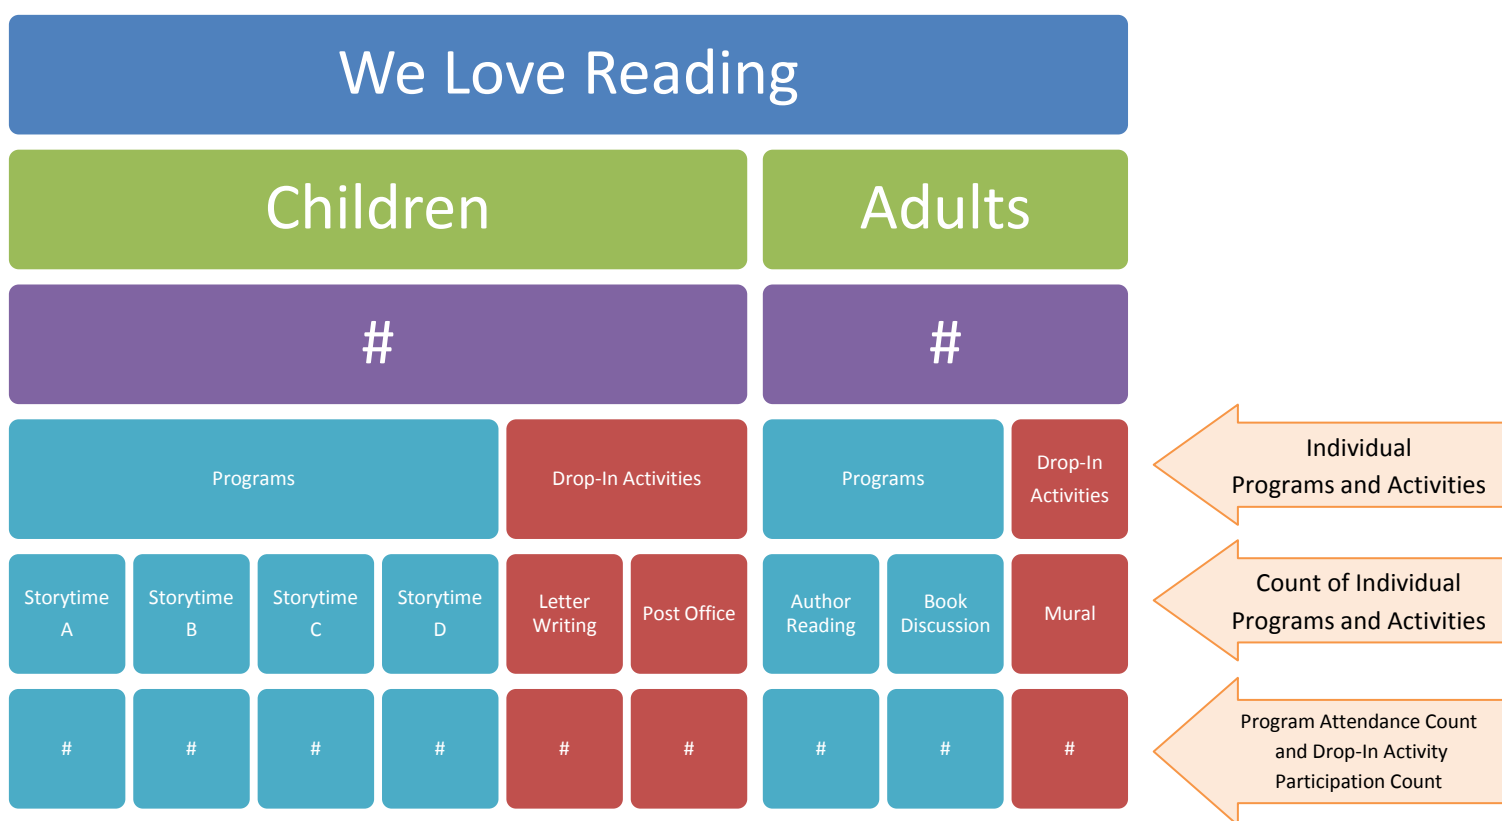 We Love Reading
Children
Adults
#
#
Programs
Drop-In Activities
Programs
Drop-In
Activities
Individual
Programs and Activities
Storytime
A
Storytime
B
Storytime
C
Storytime
D
Letter
Writing
Post Office
Author
Reading
Book
Discussion
Mural
Count of Individual
Programs and Activities
#
#
#
#
#
#
#
#
#
Program Attendance Count
and Drop-In Activity
Participation Count